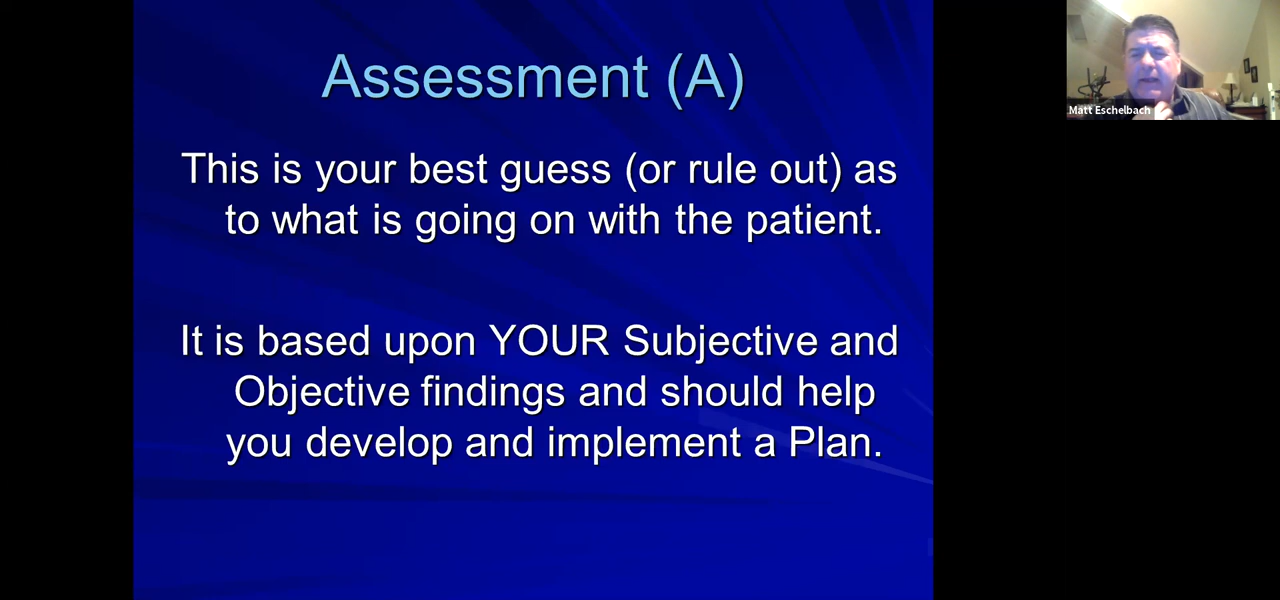 Assessment (A)
This is your best guess (or rule out) as
to what is going on with the patient.
It is based upon YOUR Subjective and
Objective findings and should help
you develop and implement a Plan.
Matt Eschelbach